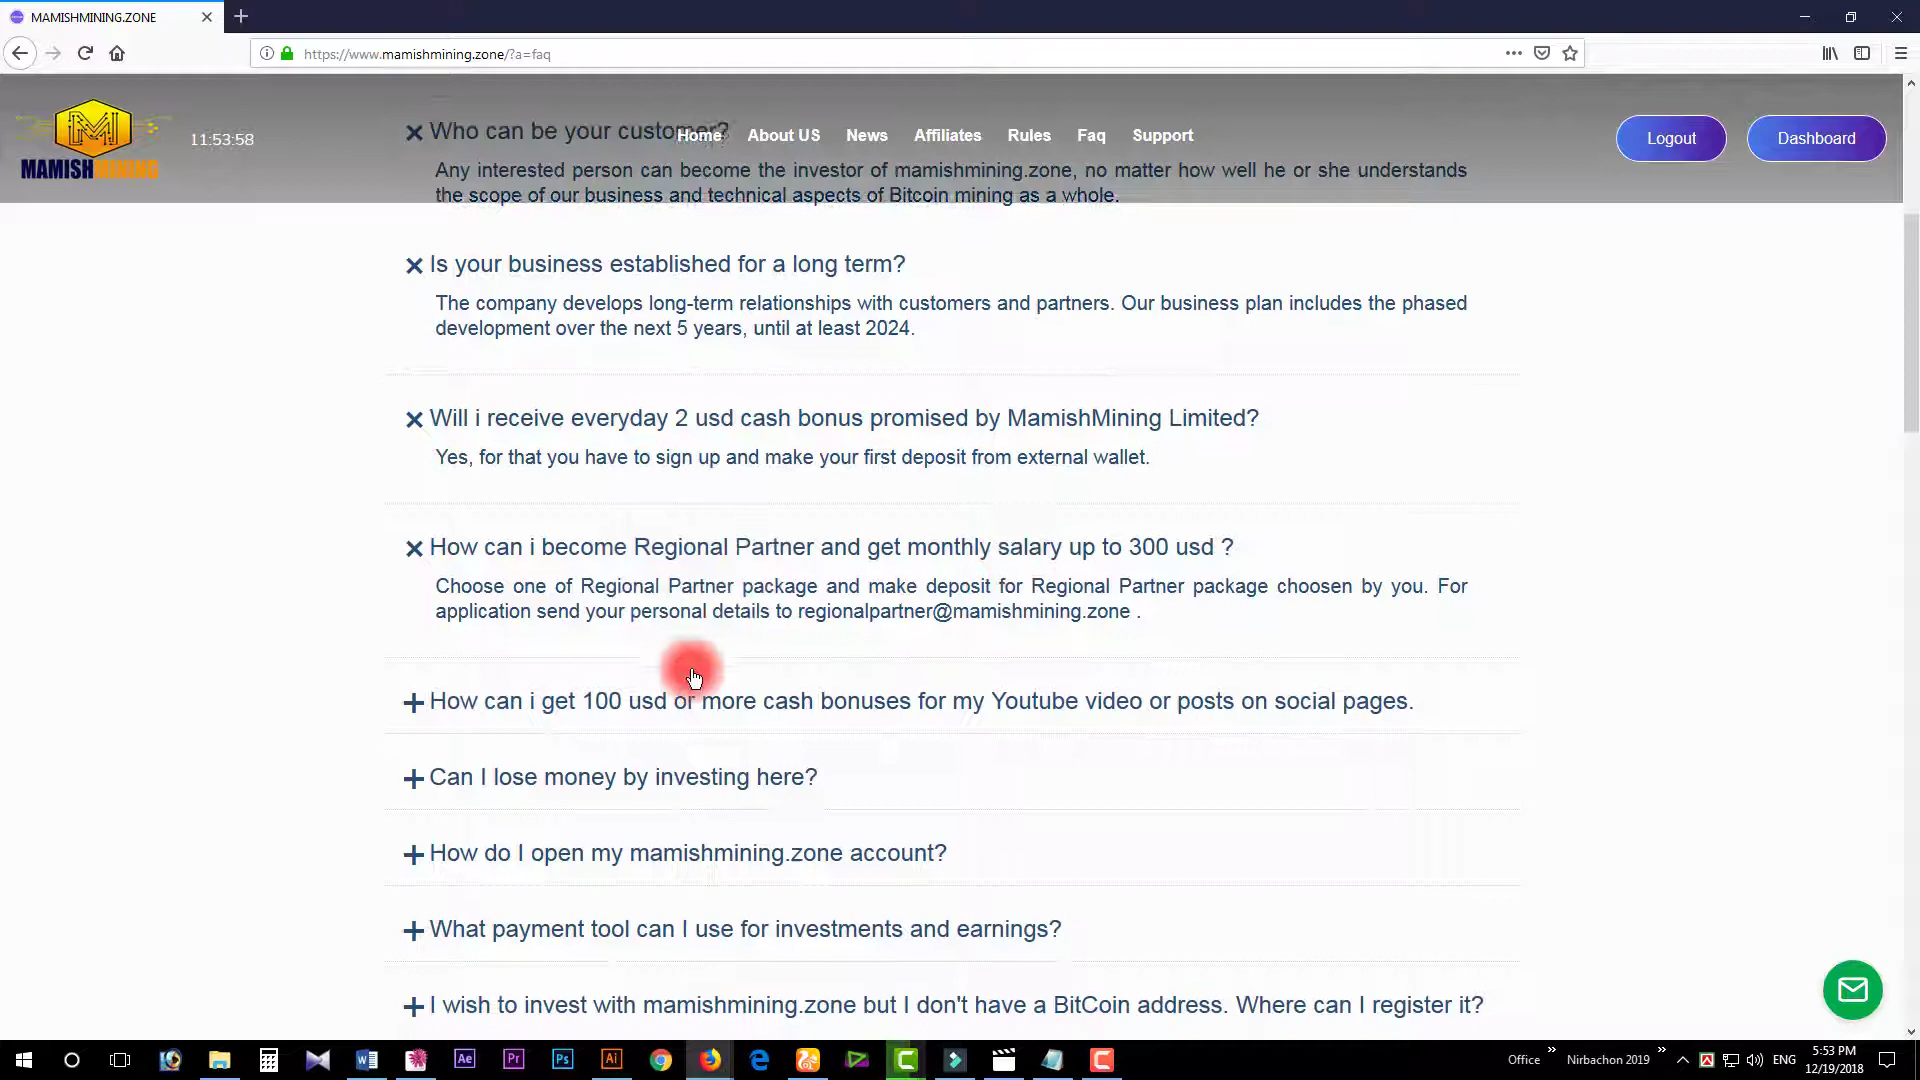 MAMISHMINING.ZONE
https://www.mamishmining.zone/?a=faq
MAMISHMINING
11:53:58
Home
About US
News
Affiliates
Rules
Faq
Support
Logout
Dashboard
Who can be your customer?
Any interested person can become the investor of mamishmining.zone, no matter how well he or she understands
the scope of our business and technical aspects of Bitcoin mining as a whole.
Is your business established for a long term?
The company develops long-term relationships with customers and partners. Our business plan includes the phased
development over the next 5 years, until at least 2024.
Will i receive everyday 2 usd cash bonus promised by MamishMining Limited?
Yes, for that you have to sign up and make your first deposit from external wallet.
How can i become Regional Partner and get monthly salary up to 300 usd ?
Choose one of Regional Partner package and make deposit for Regional Partner package choosen by you. For
application send your personal details to regionalpartner@mamishmining.zone .
How can i get 100 usd or more cash bonuses for my Youtube video or posts on social pages.
Can I lose money by investing here?
How do I open my mamishmining.zone account?
What payment tool can I use for investments and earnings?
I wish to invest with mamishmining.zone but I don't have a BitCoin address. Where can I register it?
Ae
Pr
Ps
Ai
Office
Nirbachon 2019
ENG
5:53 PM
12/19/2018